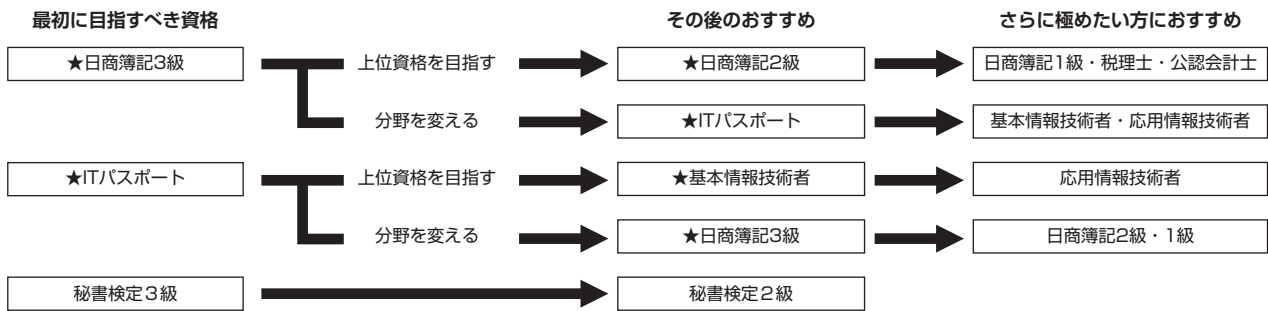 最初に目指すべき資格 その後のおすすめ さらに極めたい方におすすめ
★日商簿記3級 上位資格を目指す ★日商簿記2級 日商簿記1級・税理士・公認会計士
分野を変える ★ITパスポート 基本情報技術者・応用情報技術者
★ITパスポート 上位資格を目指す ★基本情報技術者 応用情報技術者
分野を変える ★日商簿記3級 日商簿記2級・1級
秘書検定３級 秘書検定２級